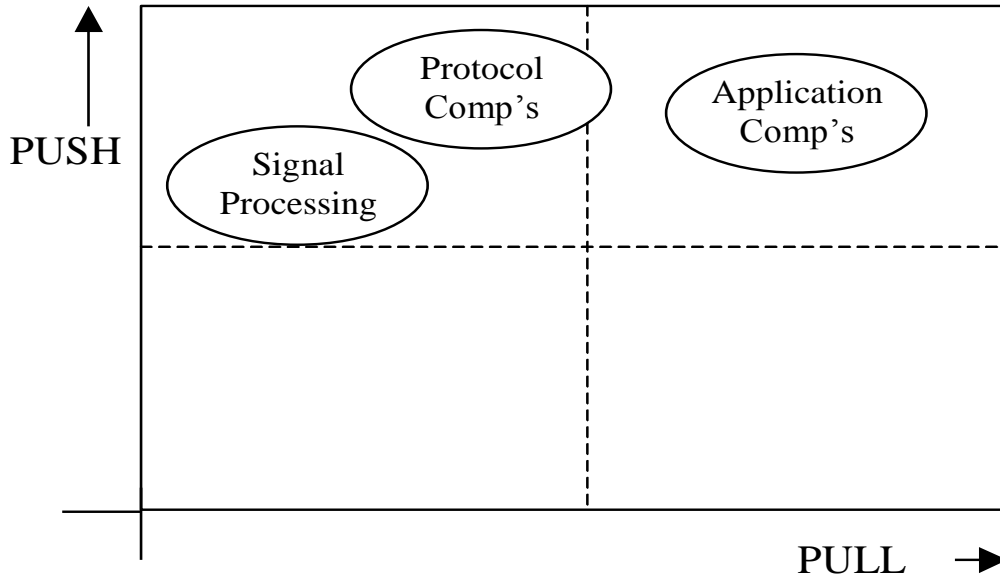 Protocol
Comp’s
Application
Comp’s
PUSH
Signal
Processing
PULL